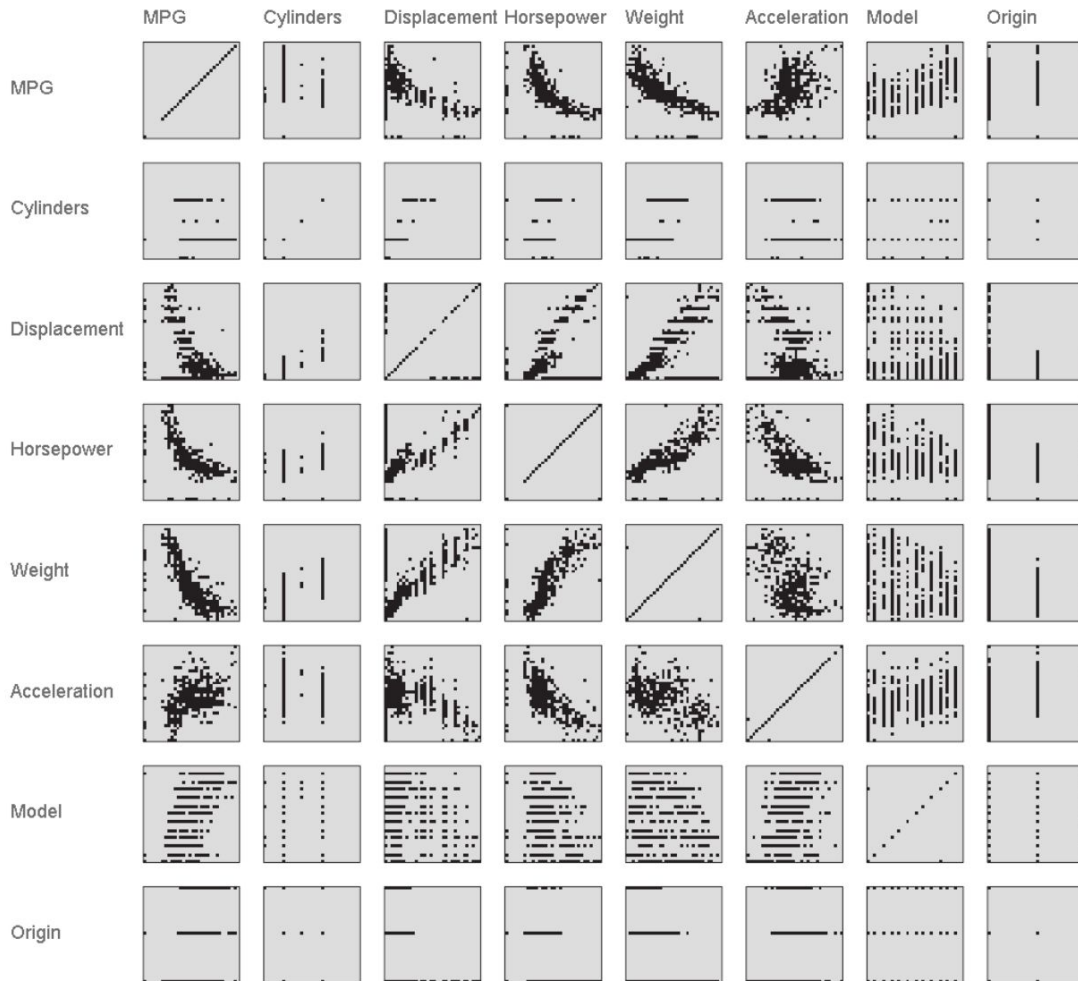 MPG Cylinders Displacement Horsepower Weight Acceleration Model Origin
MPG
Cylinders
Displacement
Horsepower
Weight
Acceleration
Model
Origin